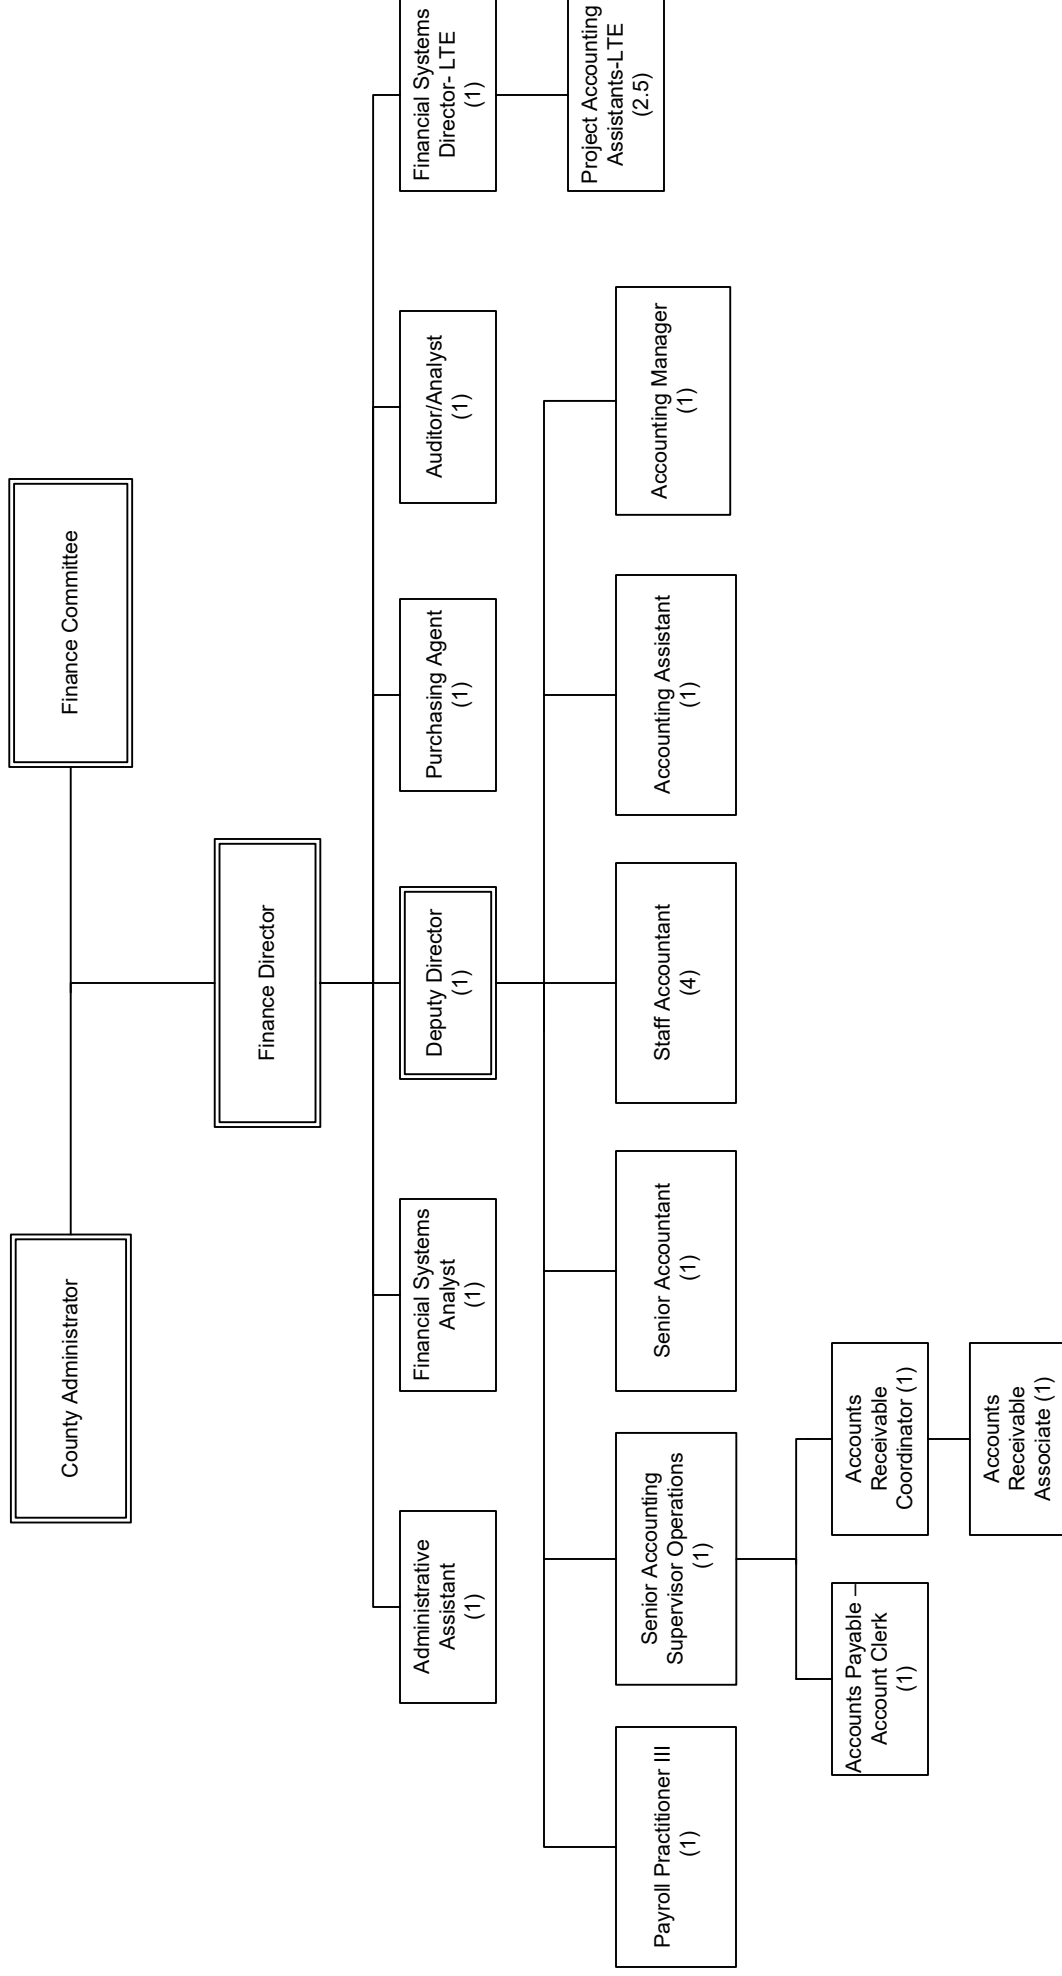 County Administrator
Finance Committee
Finance Director
Administrative
Assistant
(1)
Financial Systems
Analyst
(1)
Deputy Director
(1)
Purchasing Agent
(1)
Auditor/Analyst
(1)
Financial Systems
Director- LTE
(1)
Project Accounting
Assistants-LTE
(2.5)
Payroll Practitioner III
(1)
Senior Accounting
Supervisor Operations
(1)
Senior Accountant
(1)
Staff Accountant
(4)
Accounting Assistant
(1)
Accounting Manager
(1)
Accounts Payable –
Account Clerk
(1)
Accounts
Receivable
Coordinator (1)
Accounts
Receivable
Associate (1)